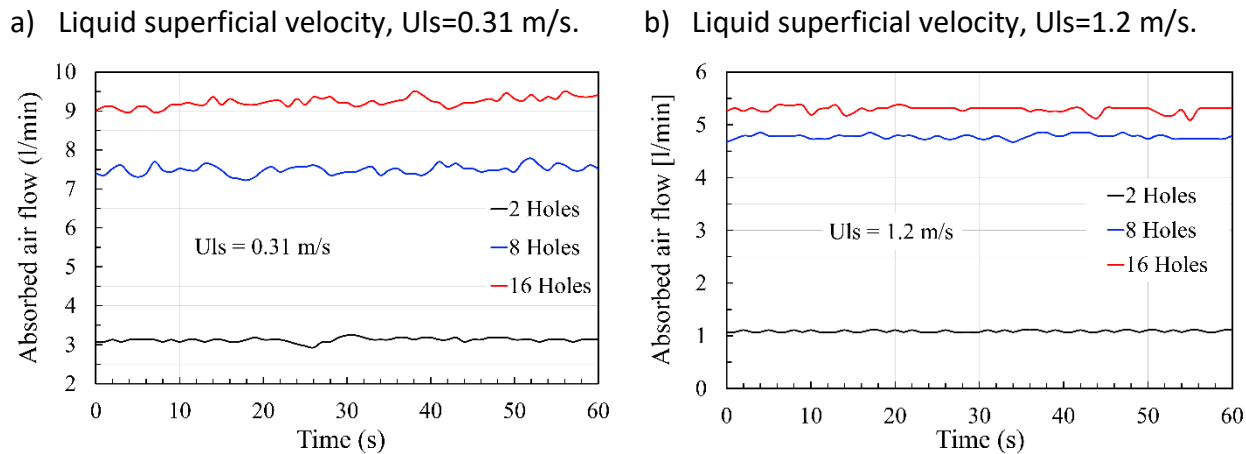 a) Liquid superficial velocity, Uls=0.31 m/s.
Absorbed air flow (l/min)
10
9
8
7
6
5
4
3
2
2 Holes
8 Holes
16 Holes
Uls = 0.31 m/s
0 10 20 30 40 50 60
Time (s)
b) Liquid superficial velocity, Uls=1.2 m/s.
Absorbed air flow [l/min]
6
5
4
3
2
1
0
2 Holes
8 Holes
16 Holes
Uls = 1.2 m/s
0 10 20 30 40 50 60
Time (s)